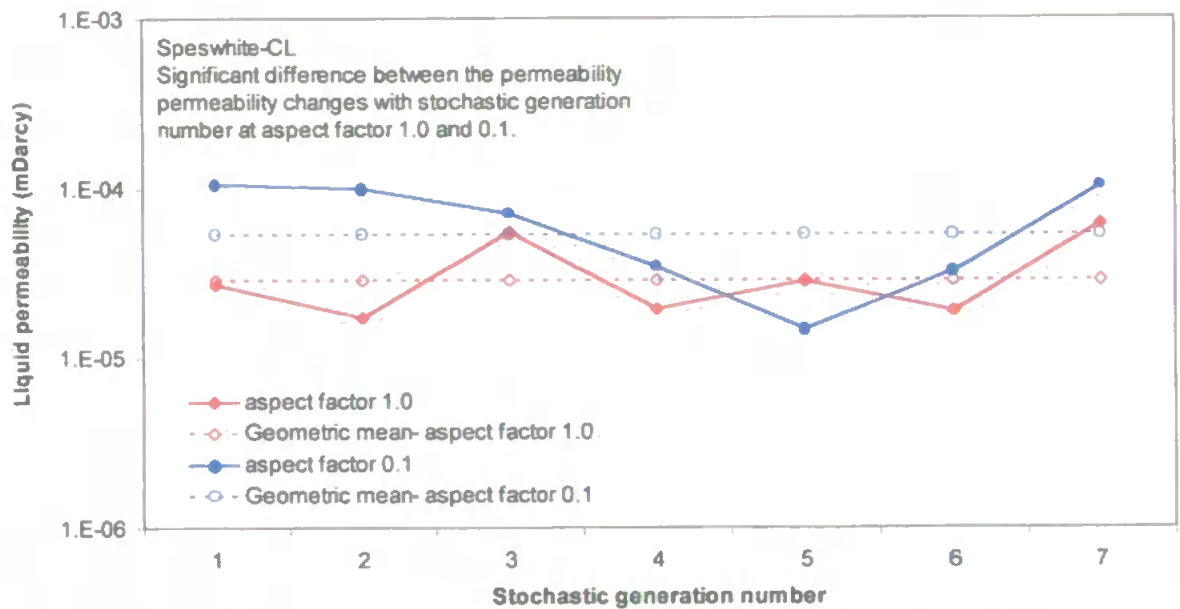 1.E-03
Speswhite-CL
Significant difference between the permeability
permeability changes with stochastic generation
number at aspect factor 1.0 and 0.1.
1.E-04
1.E-05
1.E-06
Liquid permeability (mDarcy)
aspect factor 1.0
Geometric mean- aspect factor 1.0
aspect factor 0.1
Geometric mean- aspect factor 0.1
1 2 3 4 5 6 7
Stochastic generation number